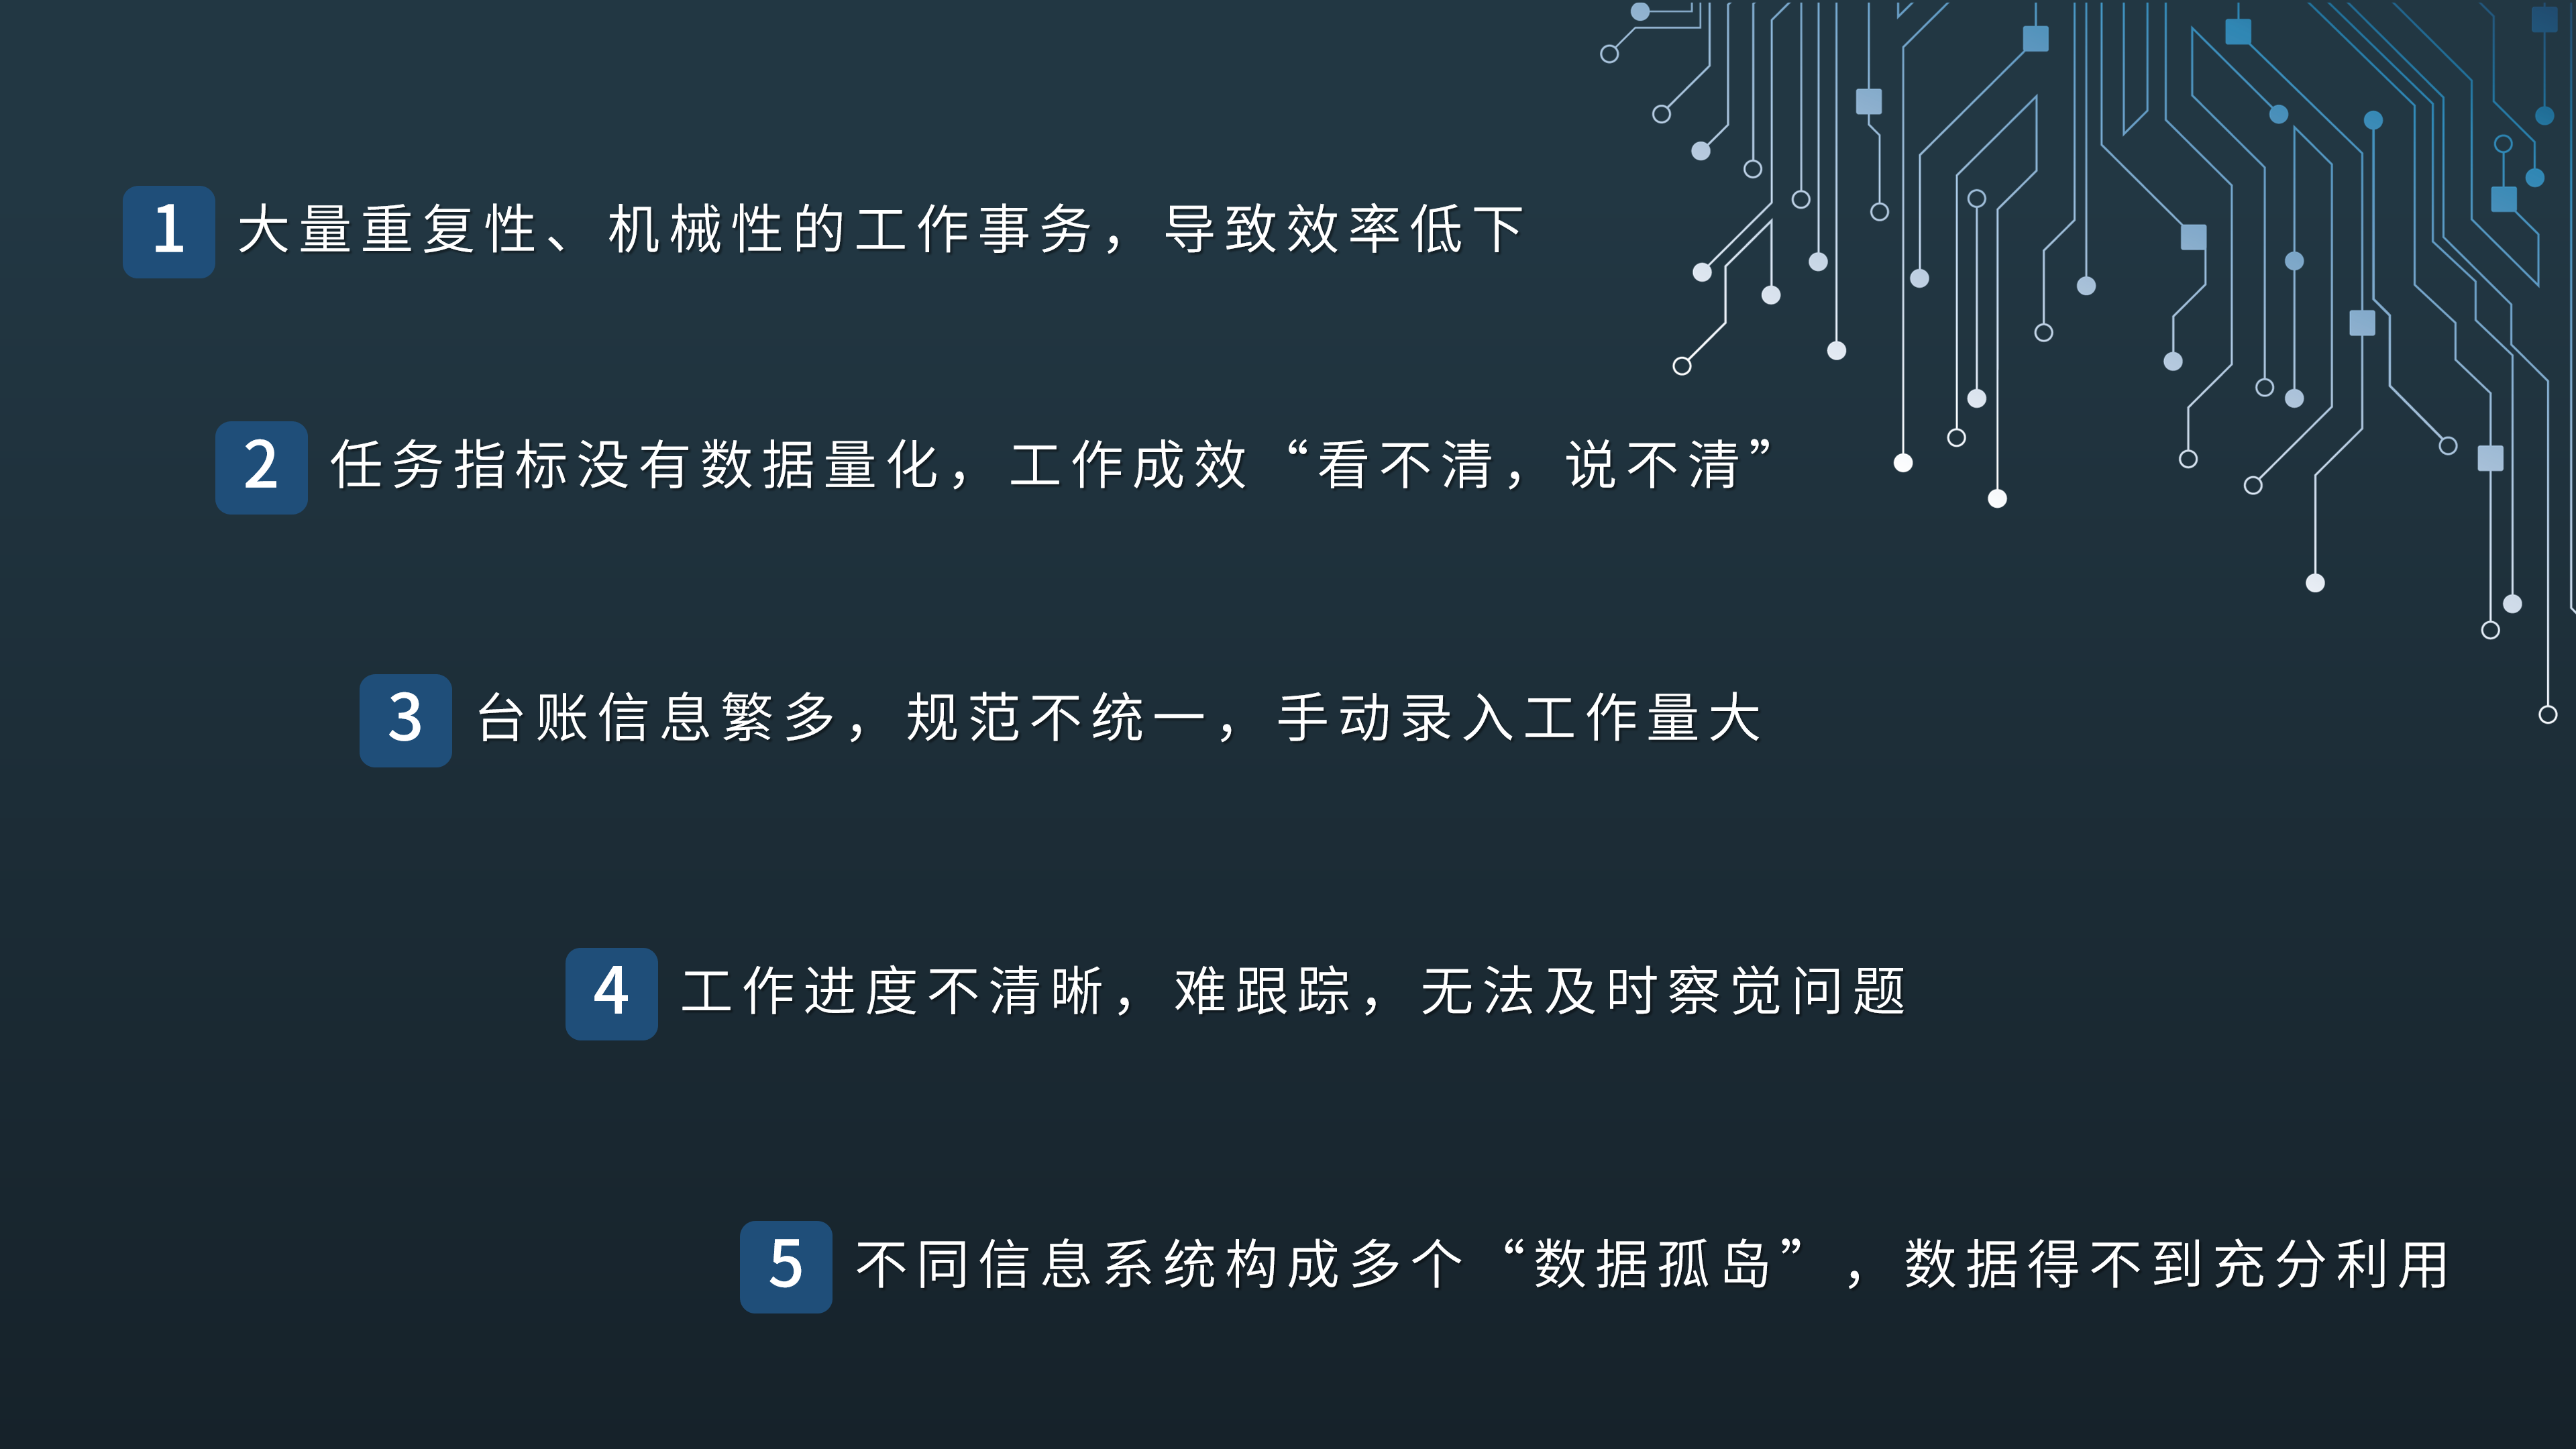 1 大量重复性、机械性的工作事务，导致效率低下
2 任务指标没有数据量化，工作成效“看不清，说不清”
3 台账信息繁多，规范不统一，手动录入工作量大
4 工作进度不清晰，难跟踪，无法及时察觉问题
5 不同信息系统构成多个“数据孤岛”，数据得不到充分利用